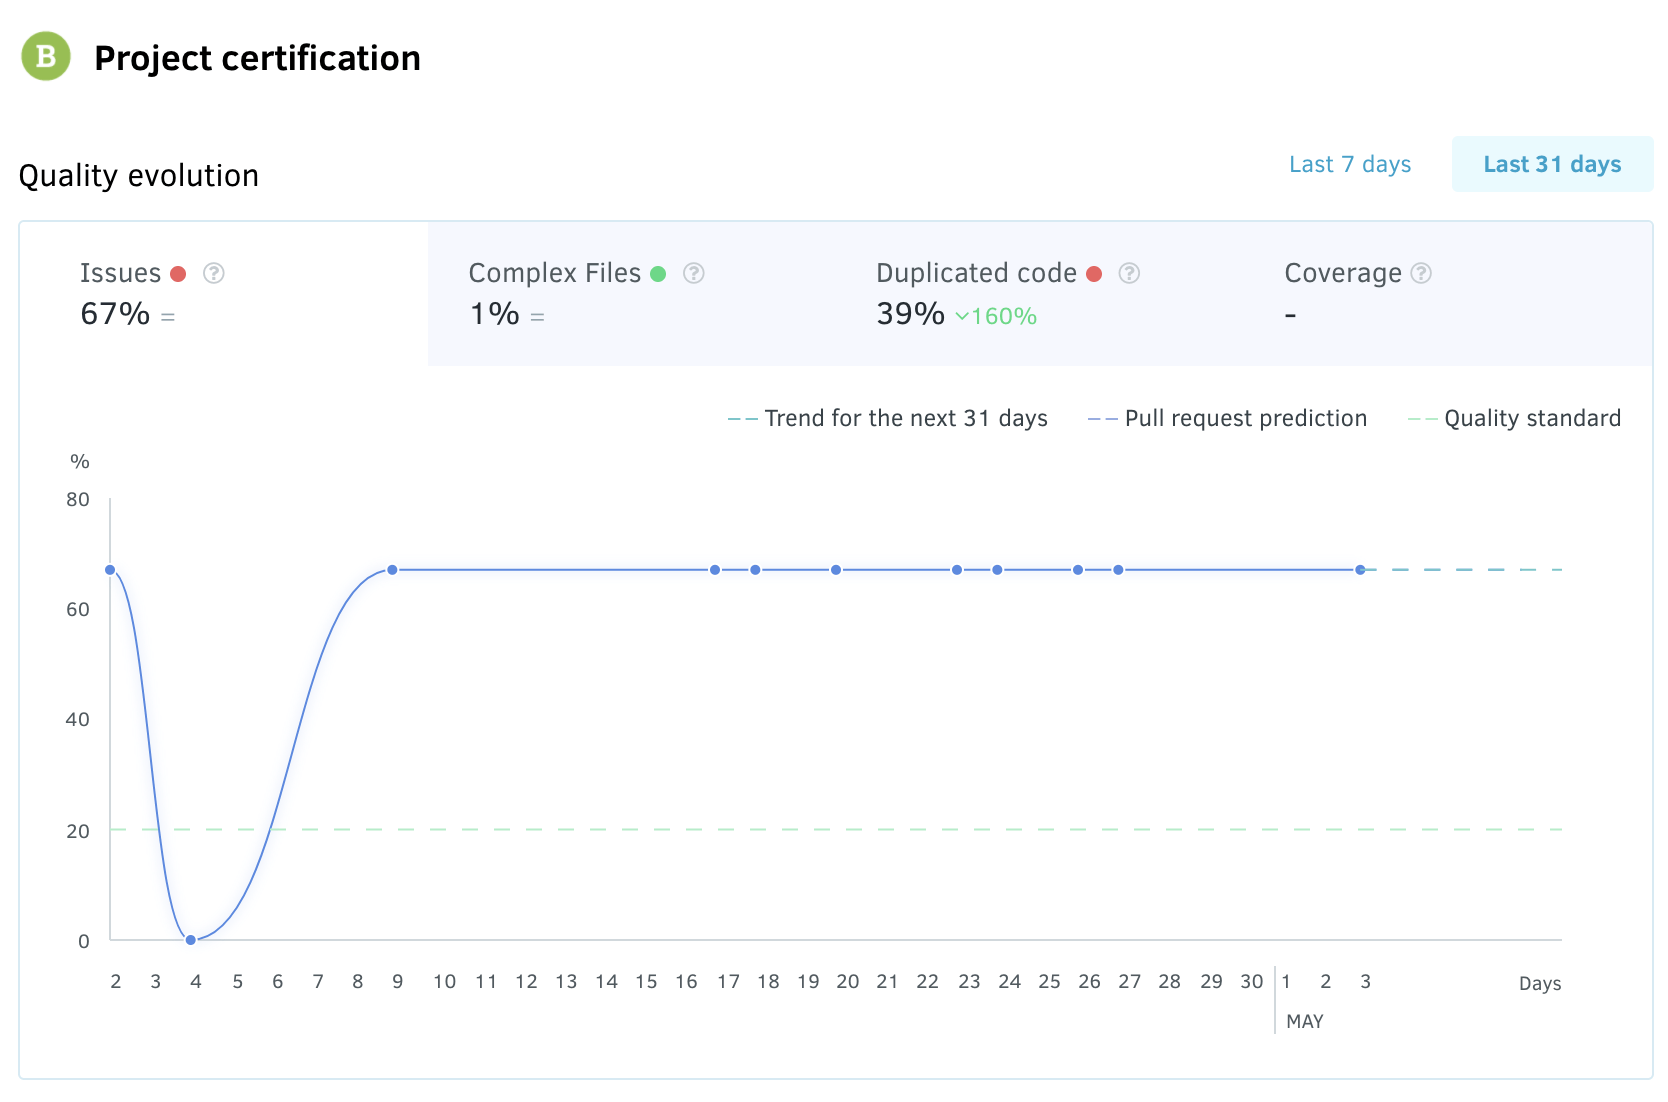 B Project certification
Quality evolution
Last 7 days Last 31 days
Issues ? Complex Files ? Duplicated code ? Coverage ?
67% = 1% = 39% 160% -
Trend for the next 31 days Pull request prediction Quality standard
%
80
60
40
20
0
2 3 4 5 6 7 8 9 10 11 12 13 14 15 16 17 18 19 20 21 22 23 24 25 26 27 28 29 30 1 2 3 Days
MAY